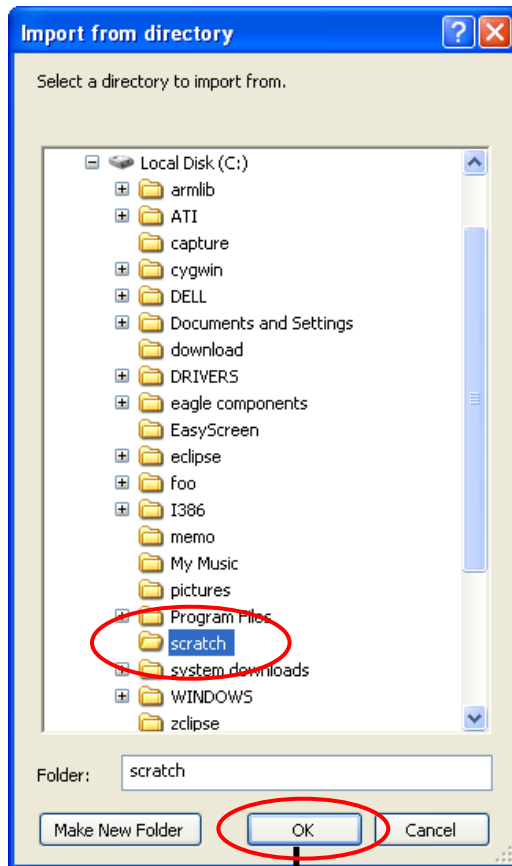 Import from directory
Select a directory to import from.
Local Disk (C:)
armlib
ATI
capture
cygwin
DELL
Documents and Settings
download
DRIVERS
eagle components
EasyScreen
eclipse
foo
I386
memo
My Music
pictures
Program Files
scratch
system downloads
WINDOWS
zclipse
Folder: scratch
Make New Folder OK Cancel